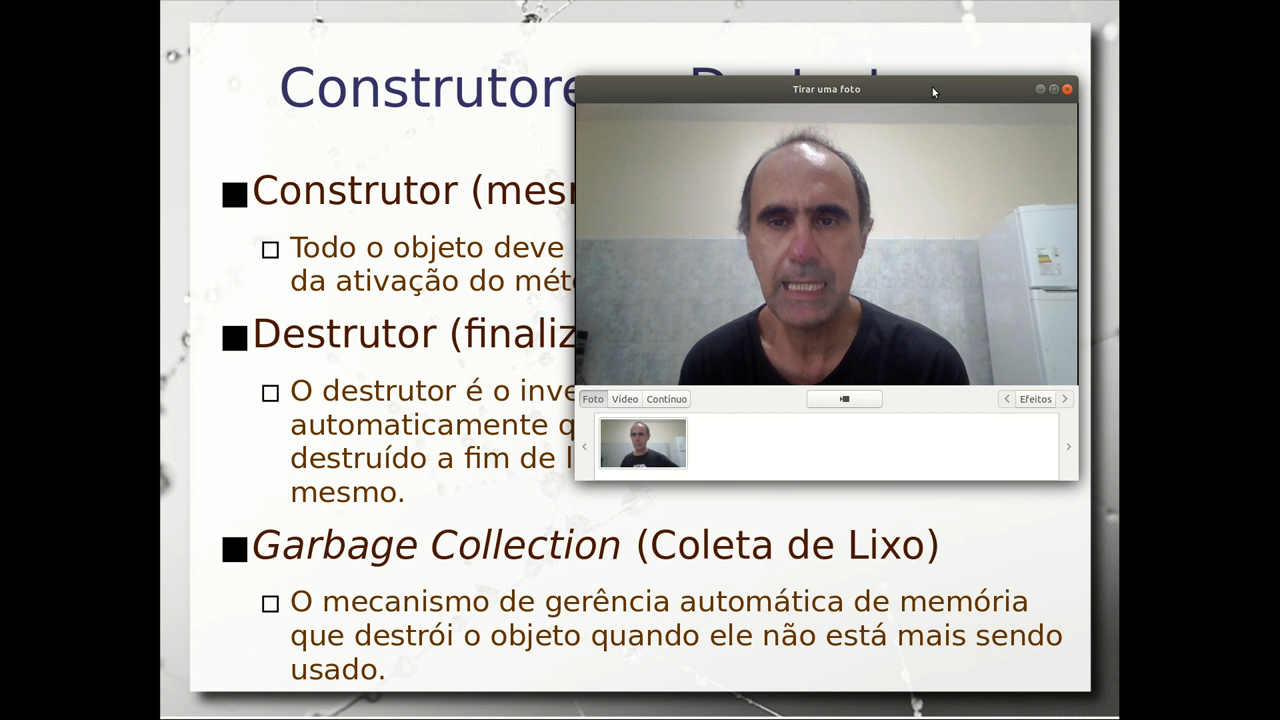 Construtore
Tirar uma foto
Construtor (mesm
Todo o objeto deve
da ativação do mét
Destrutor (finaliz
O destrutor é o inve
automaticamente q
destruído a fim de l
mesmo.
Foto Vídeo Contínuo
Efeitos
Garbage Collection (Coleta de Lixo)
O mecanismo de gerência automática de memória
que destrói o objeto quando ele não está mais sendo
usado.